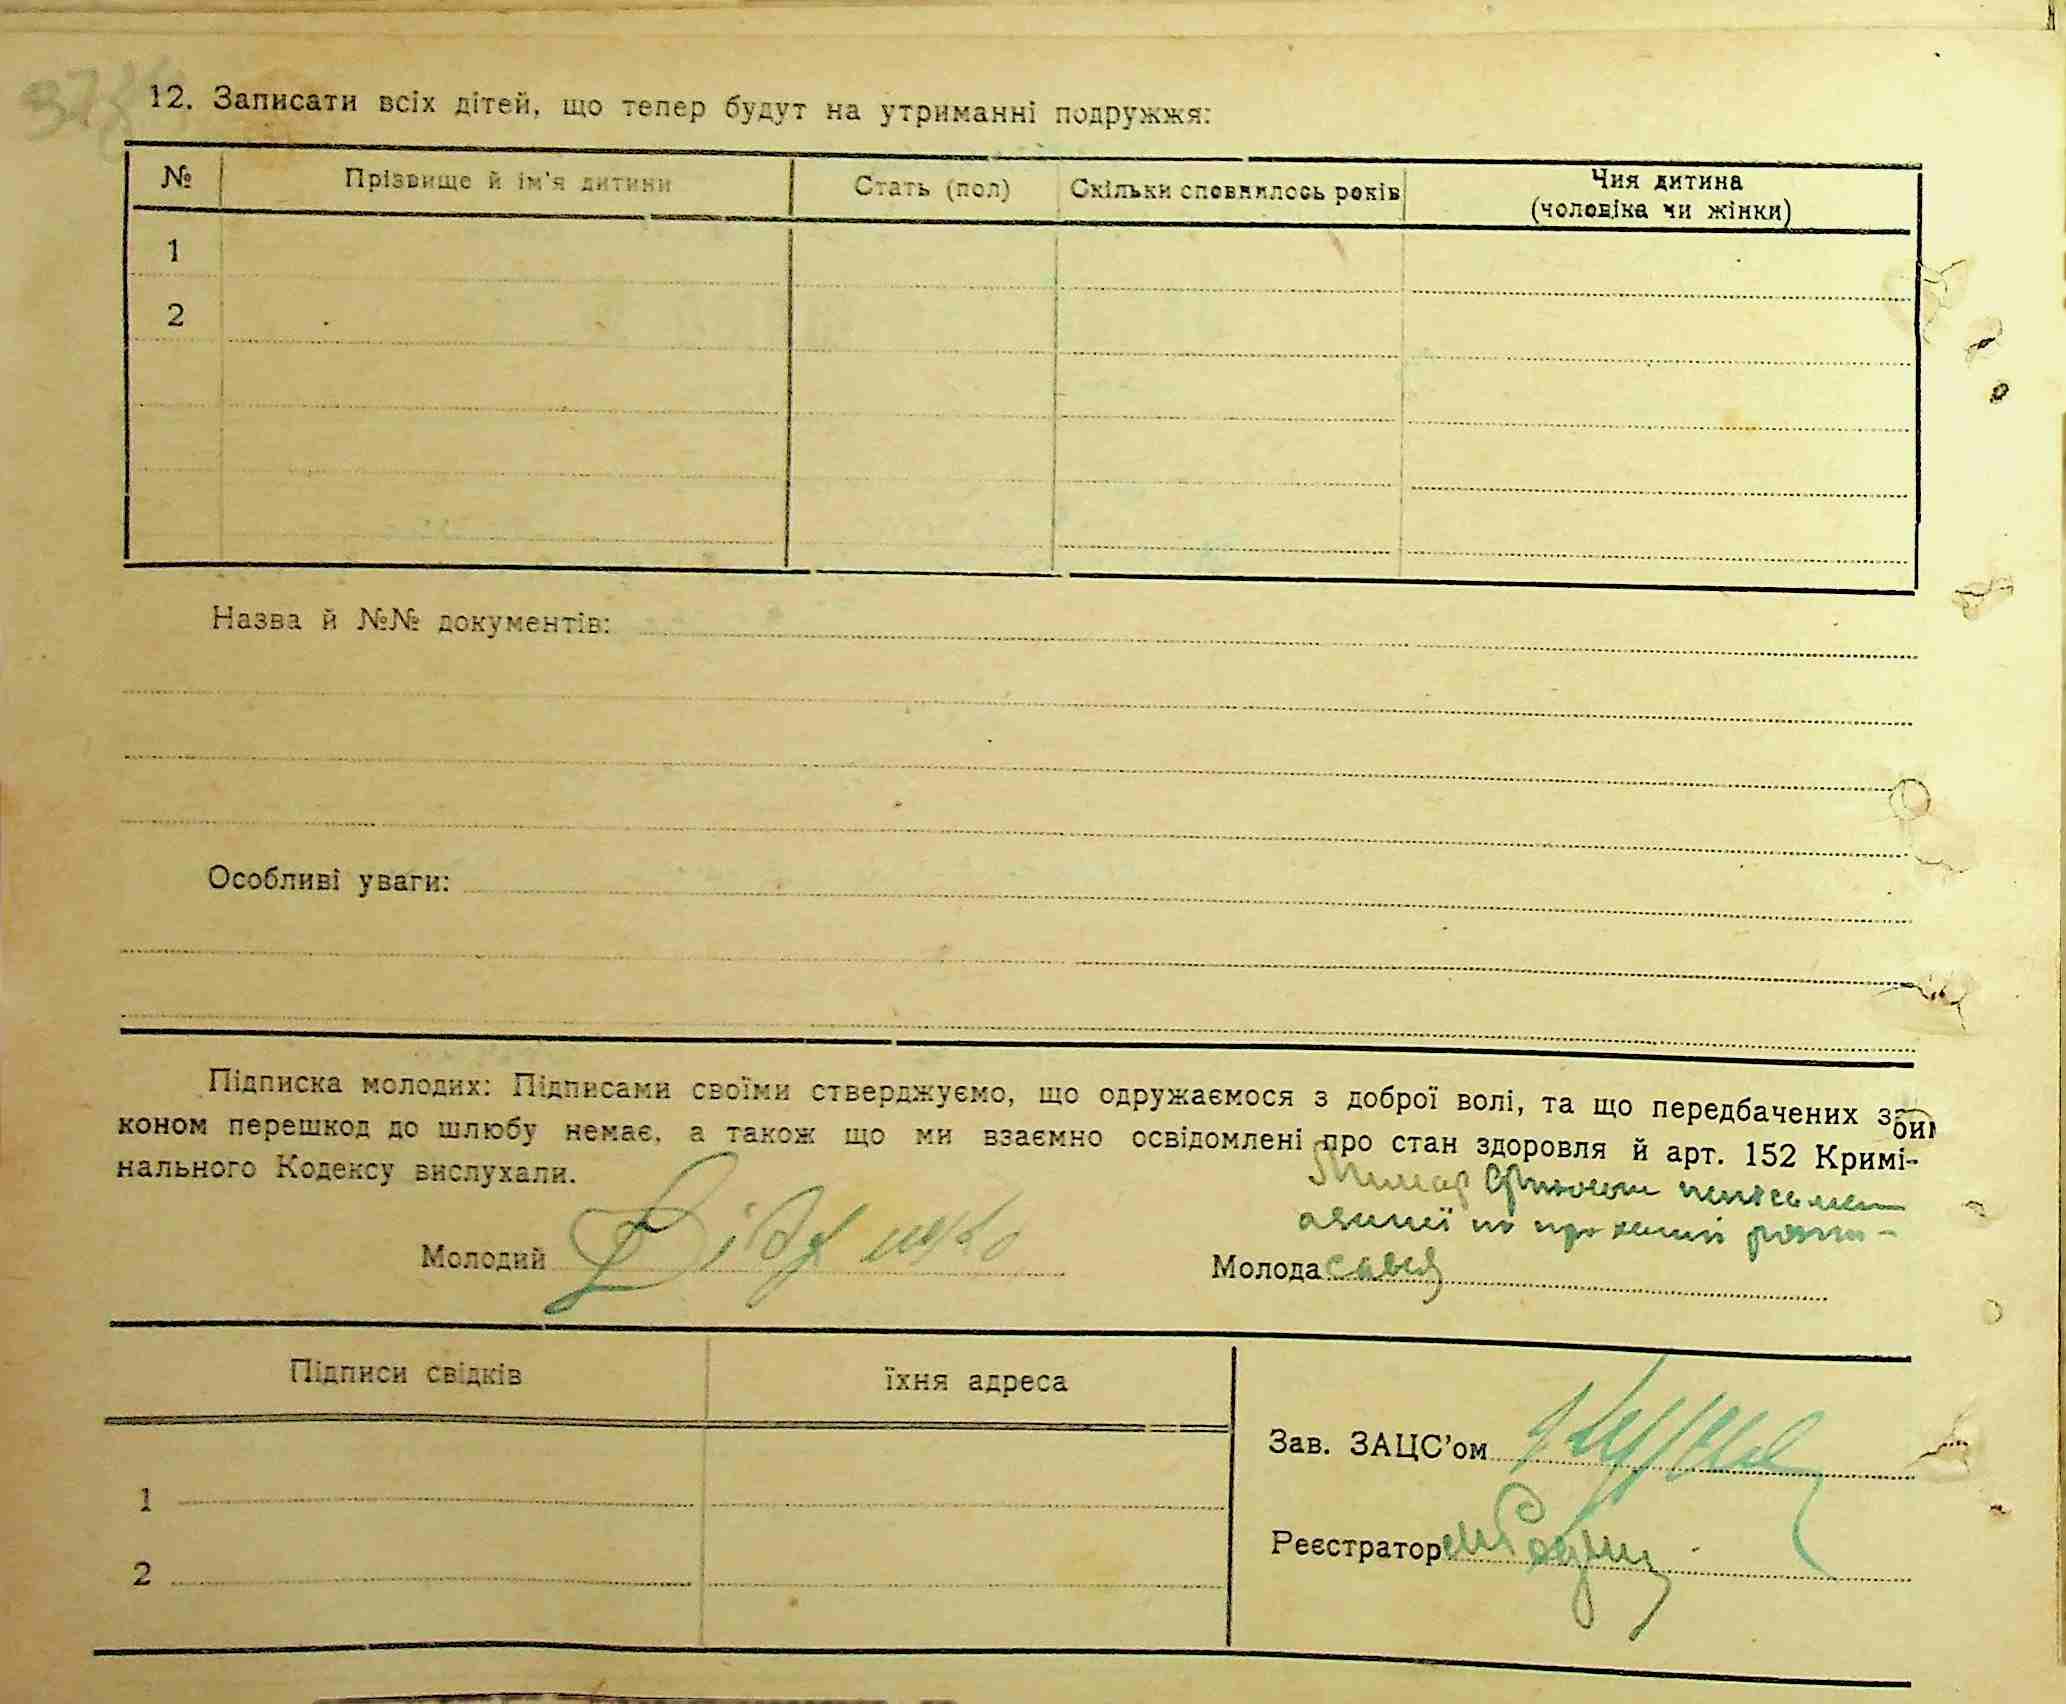 12. Записати всіх дітей, що тепер будут на утриманні подружжя:
№ Прізвище й ім'я дитини Стать (пол) Скільки сповнилось років Чия дитина
(чоловіка чи жінки)
1
2
Назва й №№ документів:
Особливі уваги:
Підписка молодих: Підписами своїми стверджуємо, що одружаємося з доброї волі, та що передбачених за-
коном перешкод до шлюбу немає, а також що ми взаємно освідомлені про стан здоровля й арт. 152 Кримі-
нального Кодексу вислухали.
Молодий
Молода
Підписи свідків їхня адреса
Зав. ЗАЦС'ом
1
Реєстратор
2